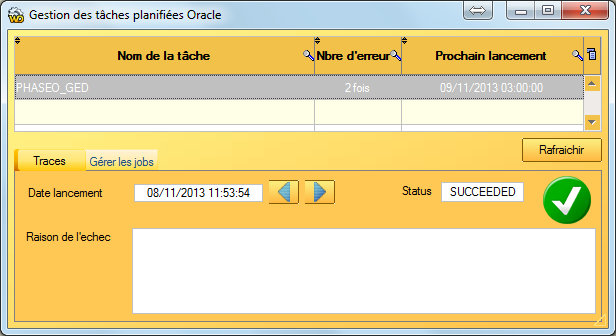 Gestion des tâches planifiées Oracle
Nom de la tâche Nbre d'erreur Prochain lancement
PHASEO_GED 2 fois 09/11/2013 03:00:00
Rafraichir
Traces Gérer les jobs
Date lancement 08/11/2013 11:53:54 Status SUCCEEDED
Raison de l'echec